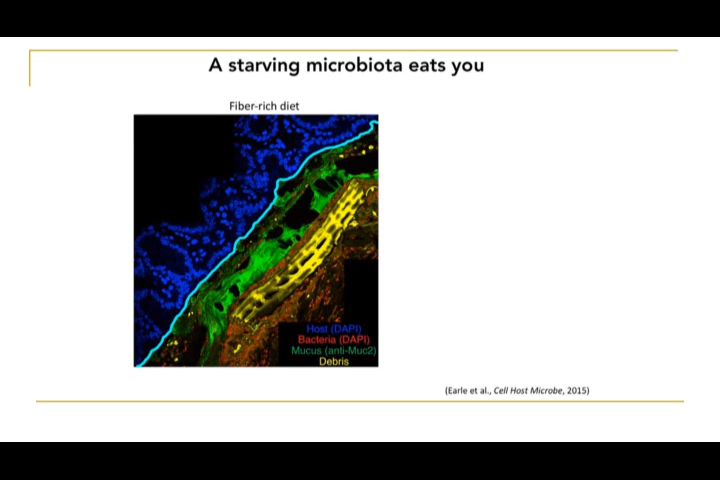 A starving microbiota eats you
Fiber-rich diet
Host (DAPI)
Bacteria (DAPI)
Mucus (anti-Muc2)
Debris
(Earle et al., Cell Host Microbe, 2015)